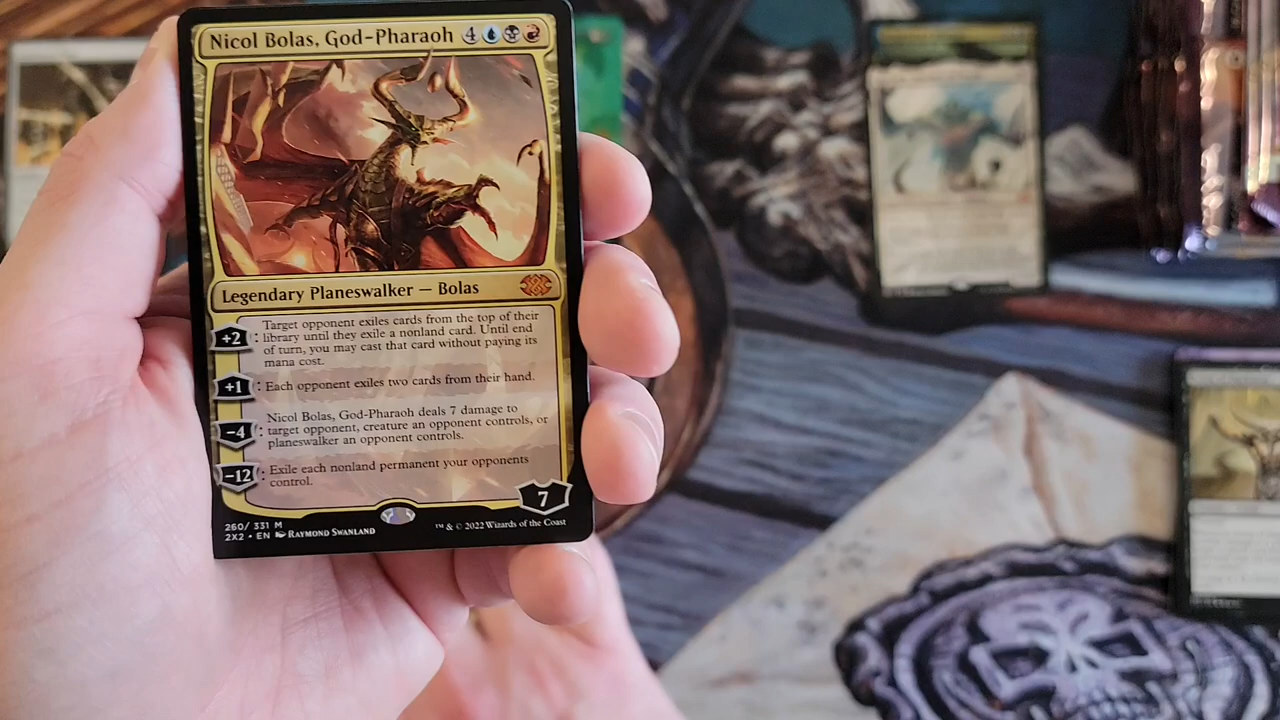 Nicol Bolas, God-Pharaoh 4
Legendary Planeswalker — Bolas
+2: Target opponent exiles cards from the top of their
library until they exile a nonland card. Until end
of turn, you may cast that card without paying its
mana cost.
+1: Each opponent exiles two cards from their hand.
−4: Nicol Bolas, God-Pharaoh deals 7 damage to
target opponent, creature an opponent controls, or
planeswalker an opponent controls.
−12: Exile each nonland permanent your opponents
control.
7
260/331 M
2X2 • EN RAYMOND SWANLAND
™ & © 2022 Wizards of the Coast